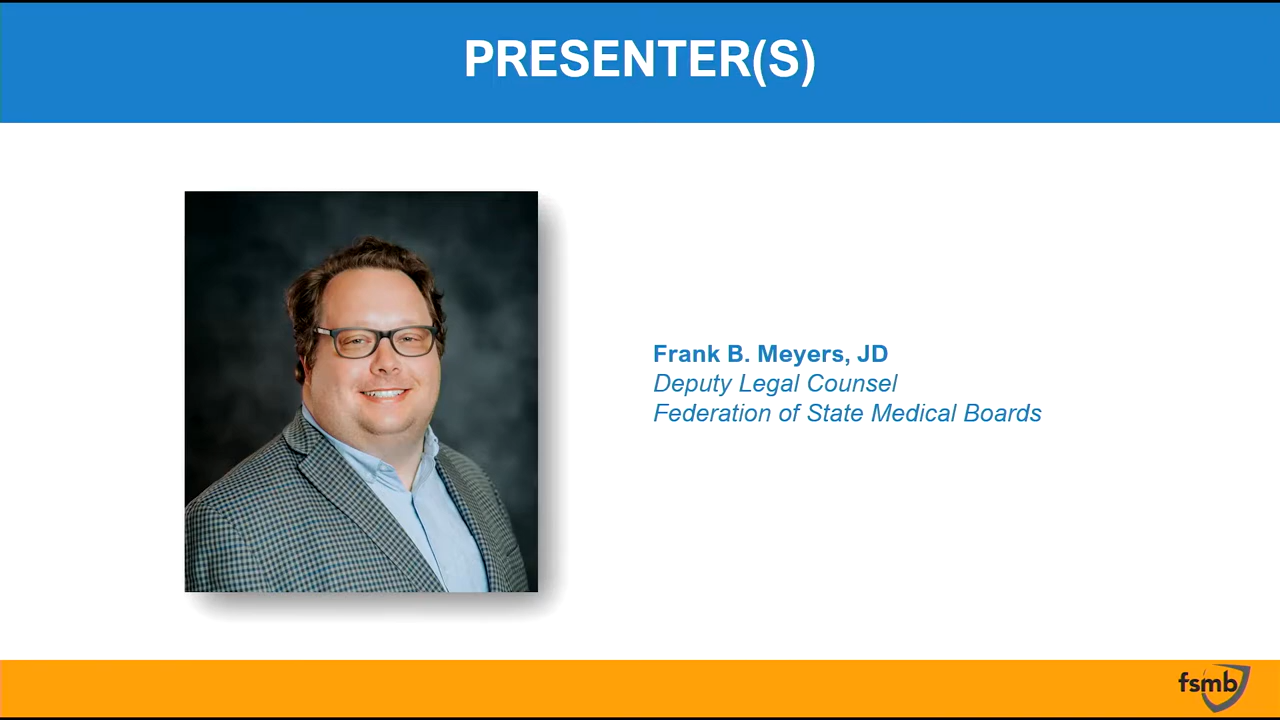 PRESENTER(S)
Frank B. Meyers, JD
Deputy Legal Counsel
Federation of State Medical Boards
fsmb